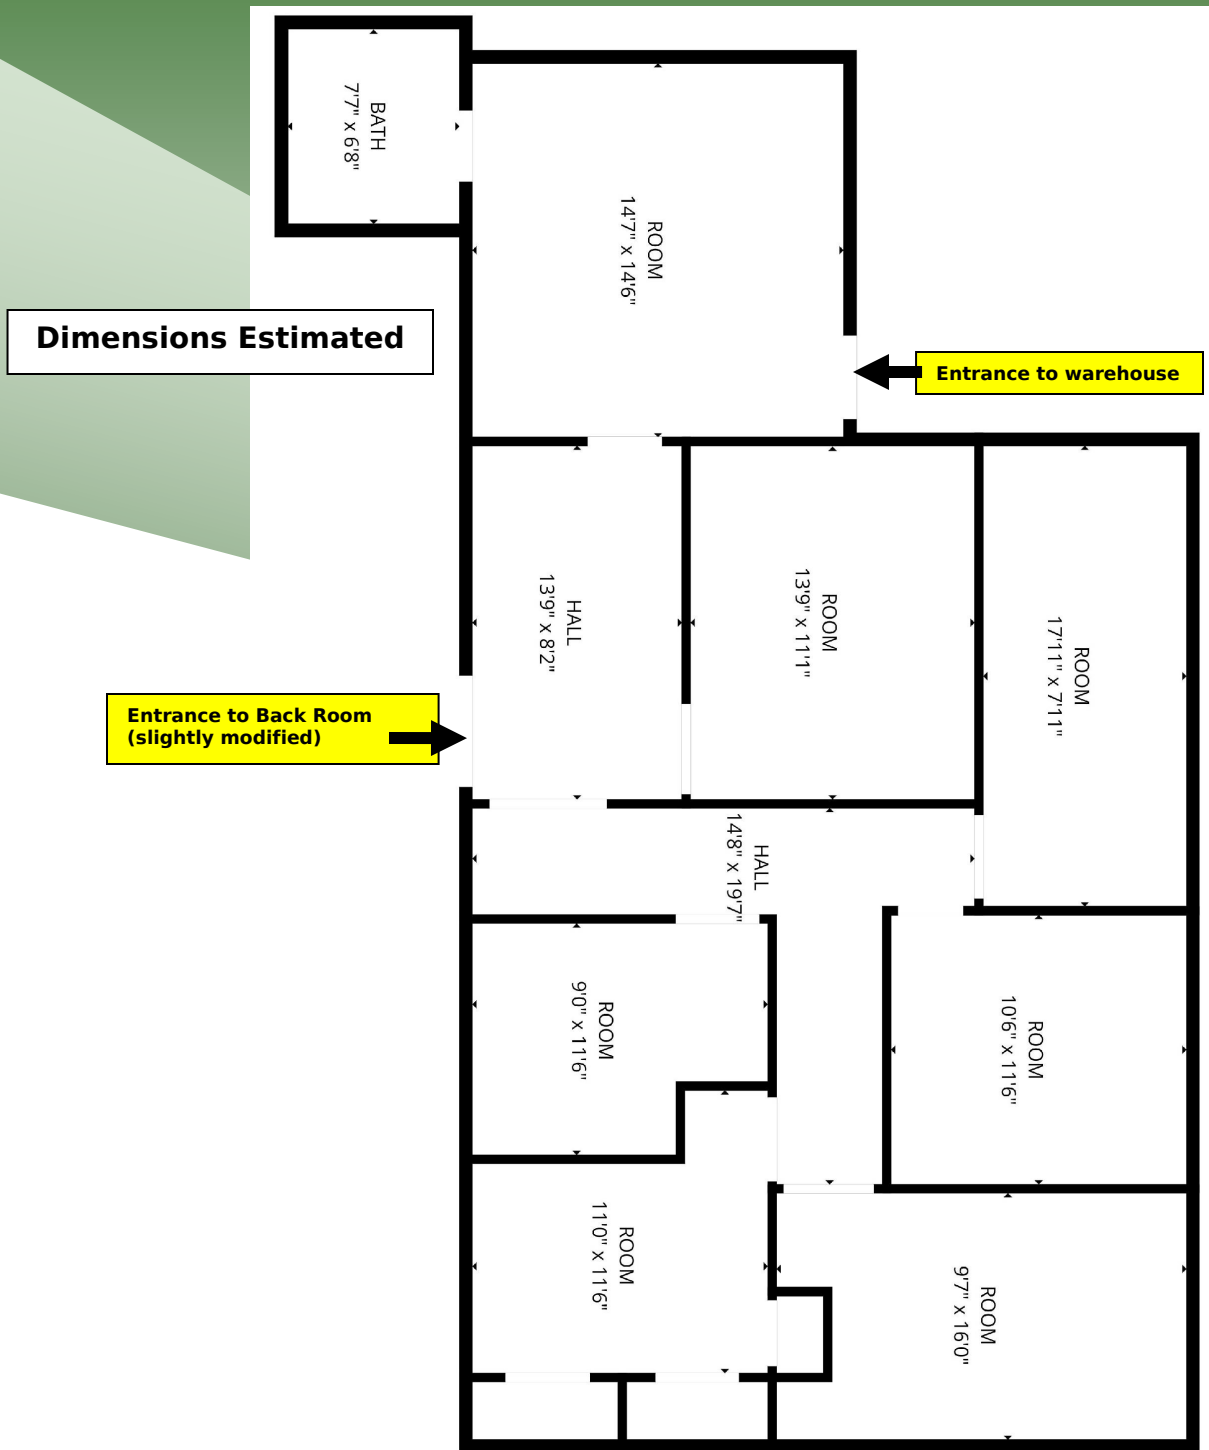 BATH
7'7" x 6'8"
ROOM
14'7" x 14'6"
Dimensions Estimated
Entrance to warehouse
HALL
13'9" x 8'2"
ROOM
13'9" x 11'1"
ROOM
17'11" x 7'11"
Entrance to Back Room
(slightly modified)
HALL
14'8" x 19'7"
ROOM
9'0" x 11'6"
ROOM
10'6" x 11'6"
ROOM
11'0" x 11'6"
ROOM
9'7" x 16'0"